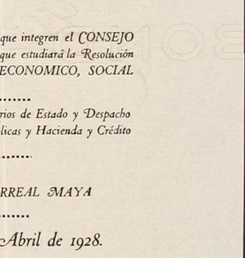 que integren el CONSEJO
que estudiará la Resolución
ECONOMICO, SOCIAL
rios de Estado y Despacho
licas y Hacienda y Crédito
RREAL MAYA
Abril de 1928.